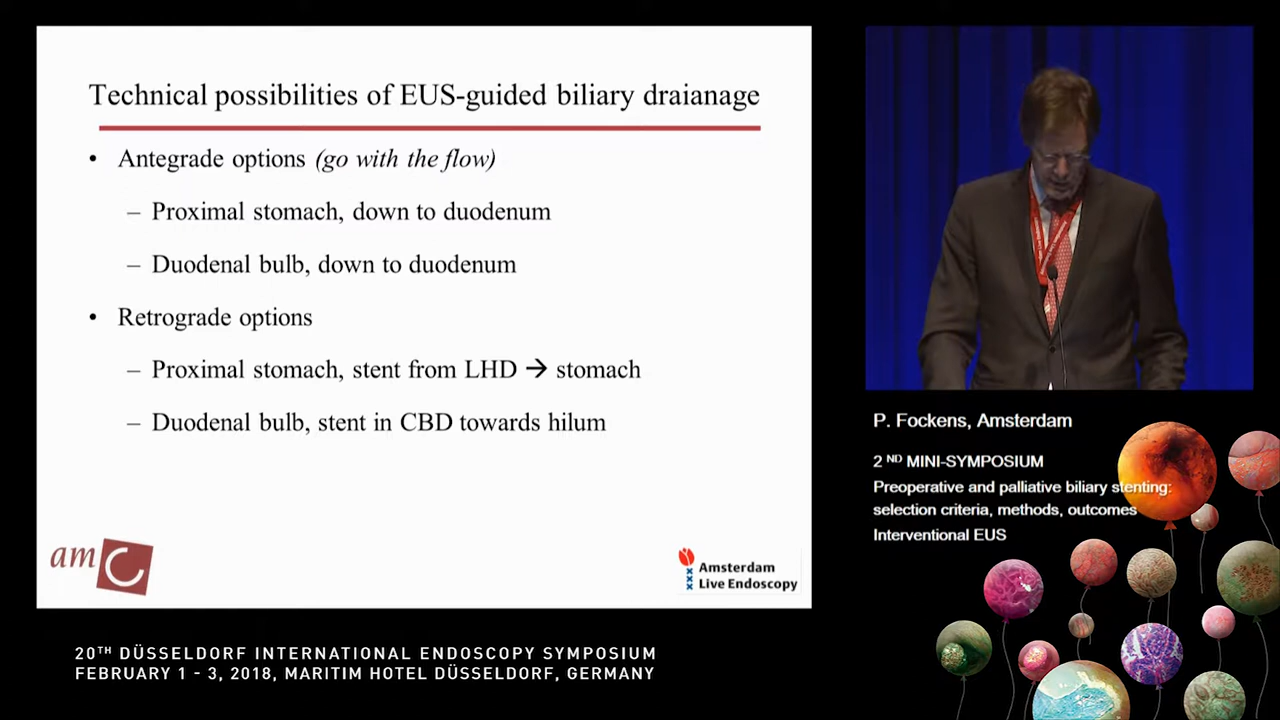 Technical possibilities of EUS-guided biliary draianage
• Antegrade options (go with the flow)
– Proximal stomach, down to duodenum
– Duodenal bulb, down to duodenum
• Retrograde options
– Proximal stomach, stent from LHD → stomach
– Duodenal bulb, stent in CBD towards hilum
amC
Amsterdam
Live Endoscopy
P. Fockens, Amsterdam
2 ND MINI-SYMPOSIUM
Preoperative and palliative biliary stenting:
selection criteria, methods, outcomes
Interventional EUS
20TH DÜSSELDORF INTERNATIONAL ENDOSCOPY SYMPOSIUM
FEBRUARY 1 - 3, 2018, MARITIM HOTEL DÜSSELDORF, GERMANY